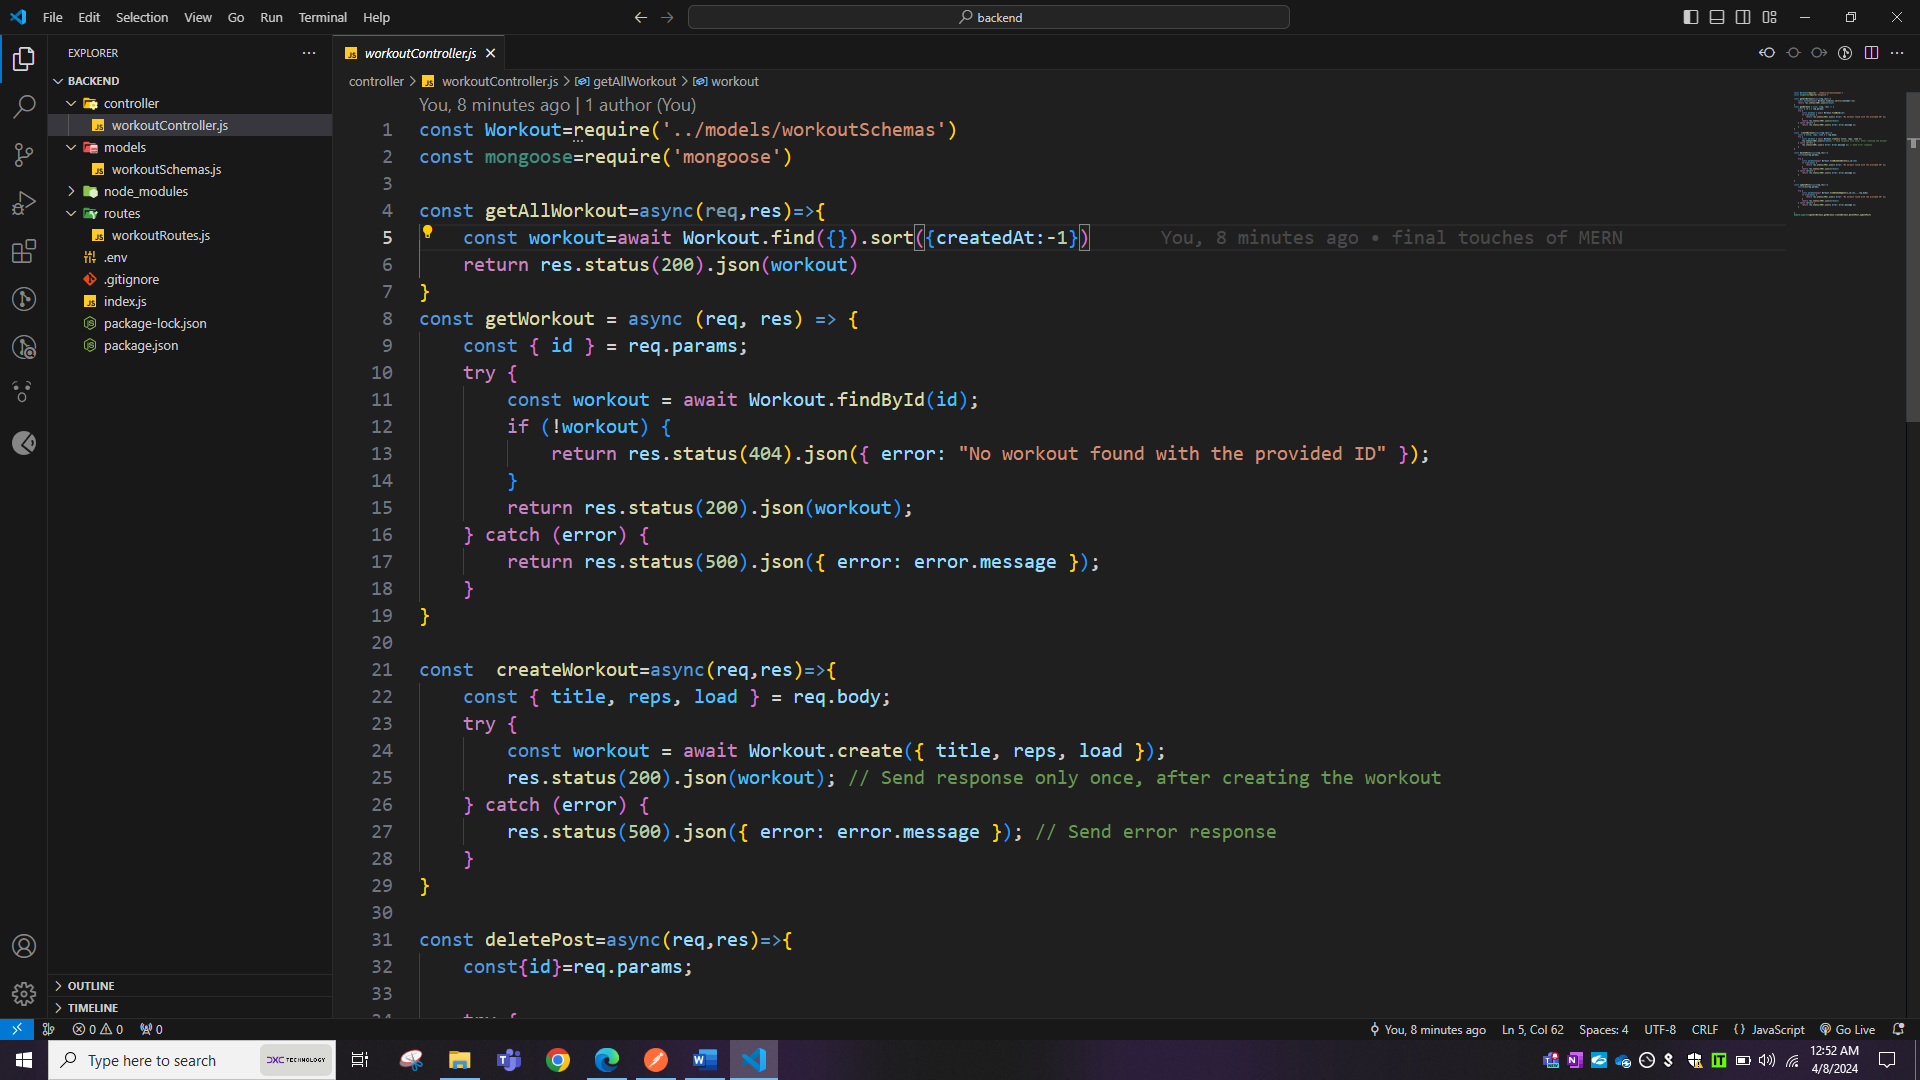 File Edit Selection View Go Run Terminal Help
backend
EXPLORER
BACKEND
controller
workoutController.js
models
workoutSchemas.js
node_modules
routes
workoutRoutes.js
.env
.gitignore
index.js
package-lock.json
package.json
OUTLINE
TIMELINE
workoutController.js
controller > workoutController.js > getAllWorkout > workout
You, 8 minutes ago | 1 author (You)
1 const Workout=require('../models/workoutSchemas')
2 const mongoose=require('mongoose')
3
4 const getAllWorkout=async(req,res)=>{
5 const workout=await Workout.find({}).sort({createdAt:-1}) You, 8 minutes ago • final touches of MERN
6 return res.status(200).json(workout)
7 }
8 const getWorkout = async (req, res) => {
9 const { id } = req.params;
10 try {
11 const workout = await Workout.findById(id);
12 if (!workout) {
13 return res.status(404).json({ error: "No workout found with the provided ID" });
14 }
15 return res.status(200).json(workout);
16 } catch (error) {
17 return res.status(500).json({ error: error.message });
18 }
19 }
20
21 const  createWorkout=async(req,res)=>{
22 const { title, reps, load } = req.body;
23 try {
24 const workout = await Workout.create({ title, reps, load });
25 res.status(200).json(workout); // Send response only once, after creating the workout
26 } catch (error) {
27 res.status(500).json({ error: error.message }); // Send error response
28 }
29 }
30
31 const deletePost=async(req,res)=>{
32 const{id}=req.params;
33
0 0 0
You, 8 minutes ago Ln 5, Col 62 Spaces: 4 UTF-8 CRLF {} JavaScript Go Live
Type here to search
DXC TECHNOLOGY
12:52 AM
4/8/2024